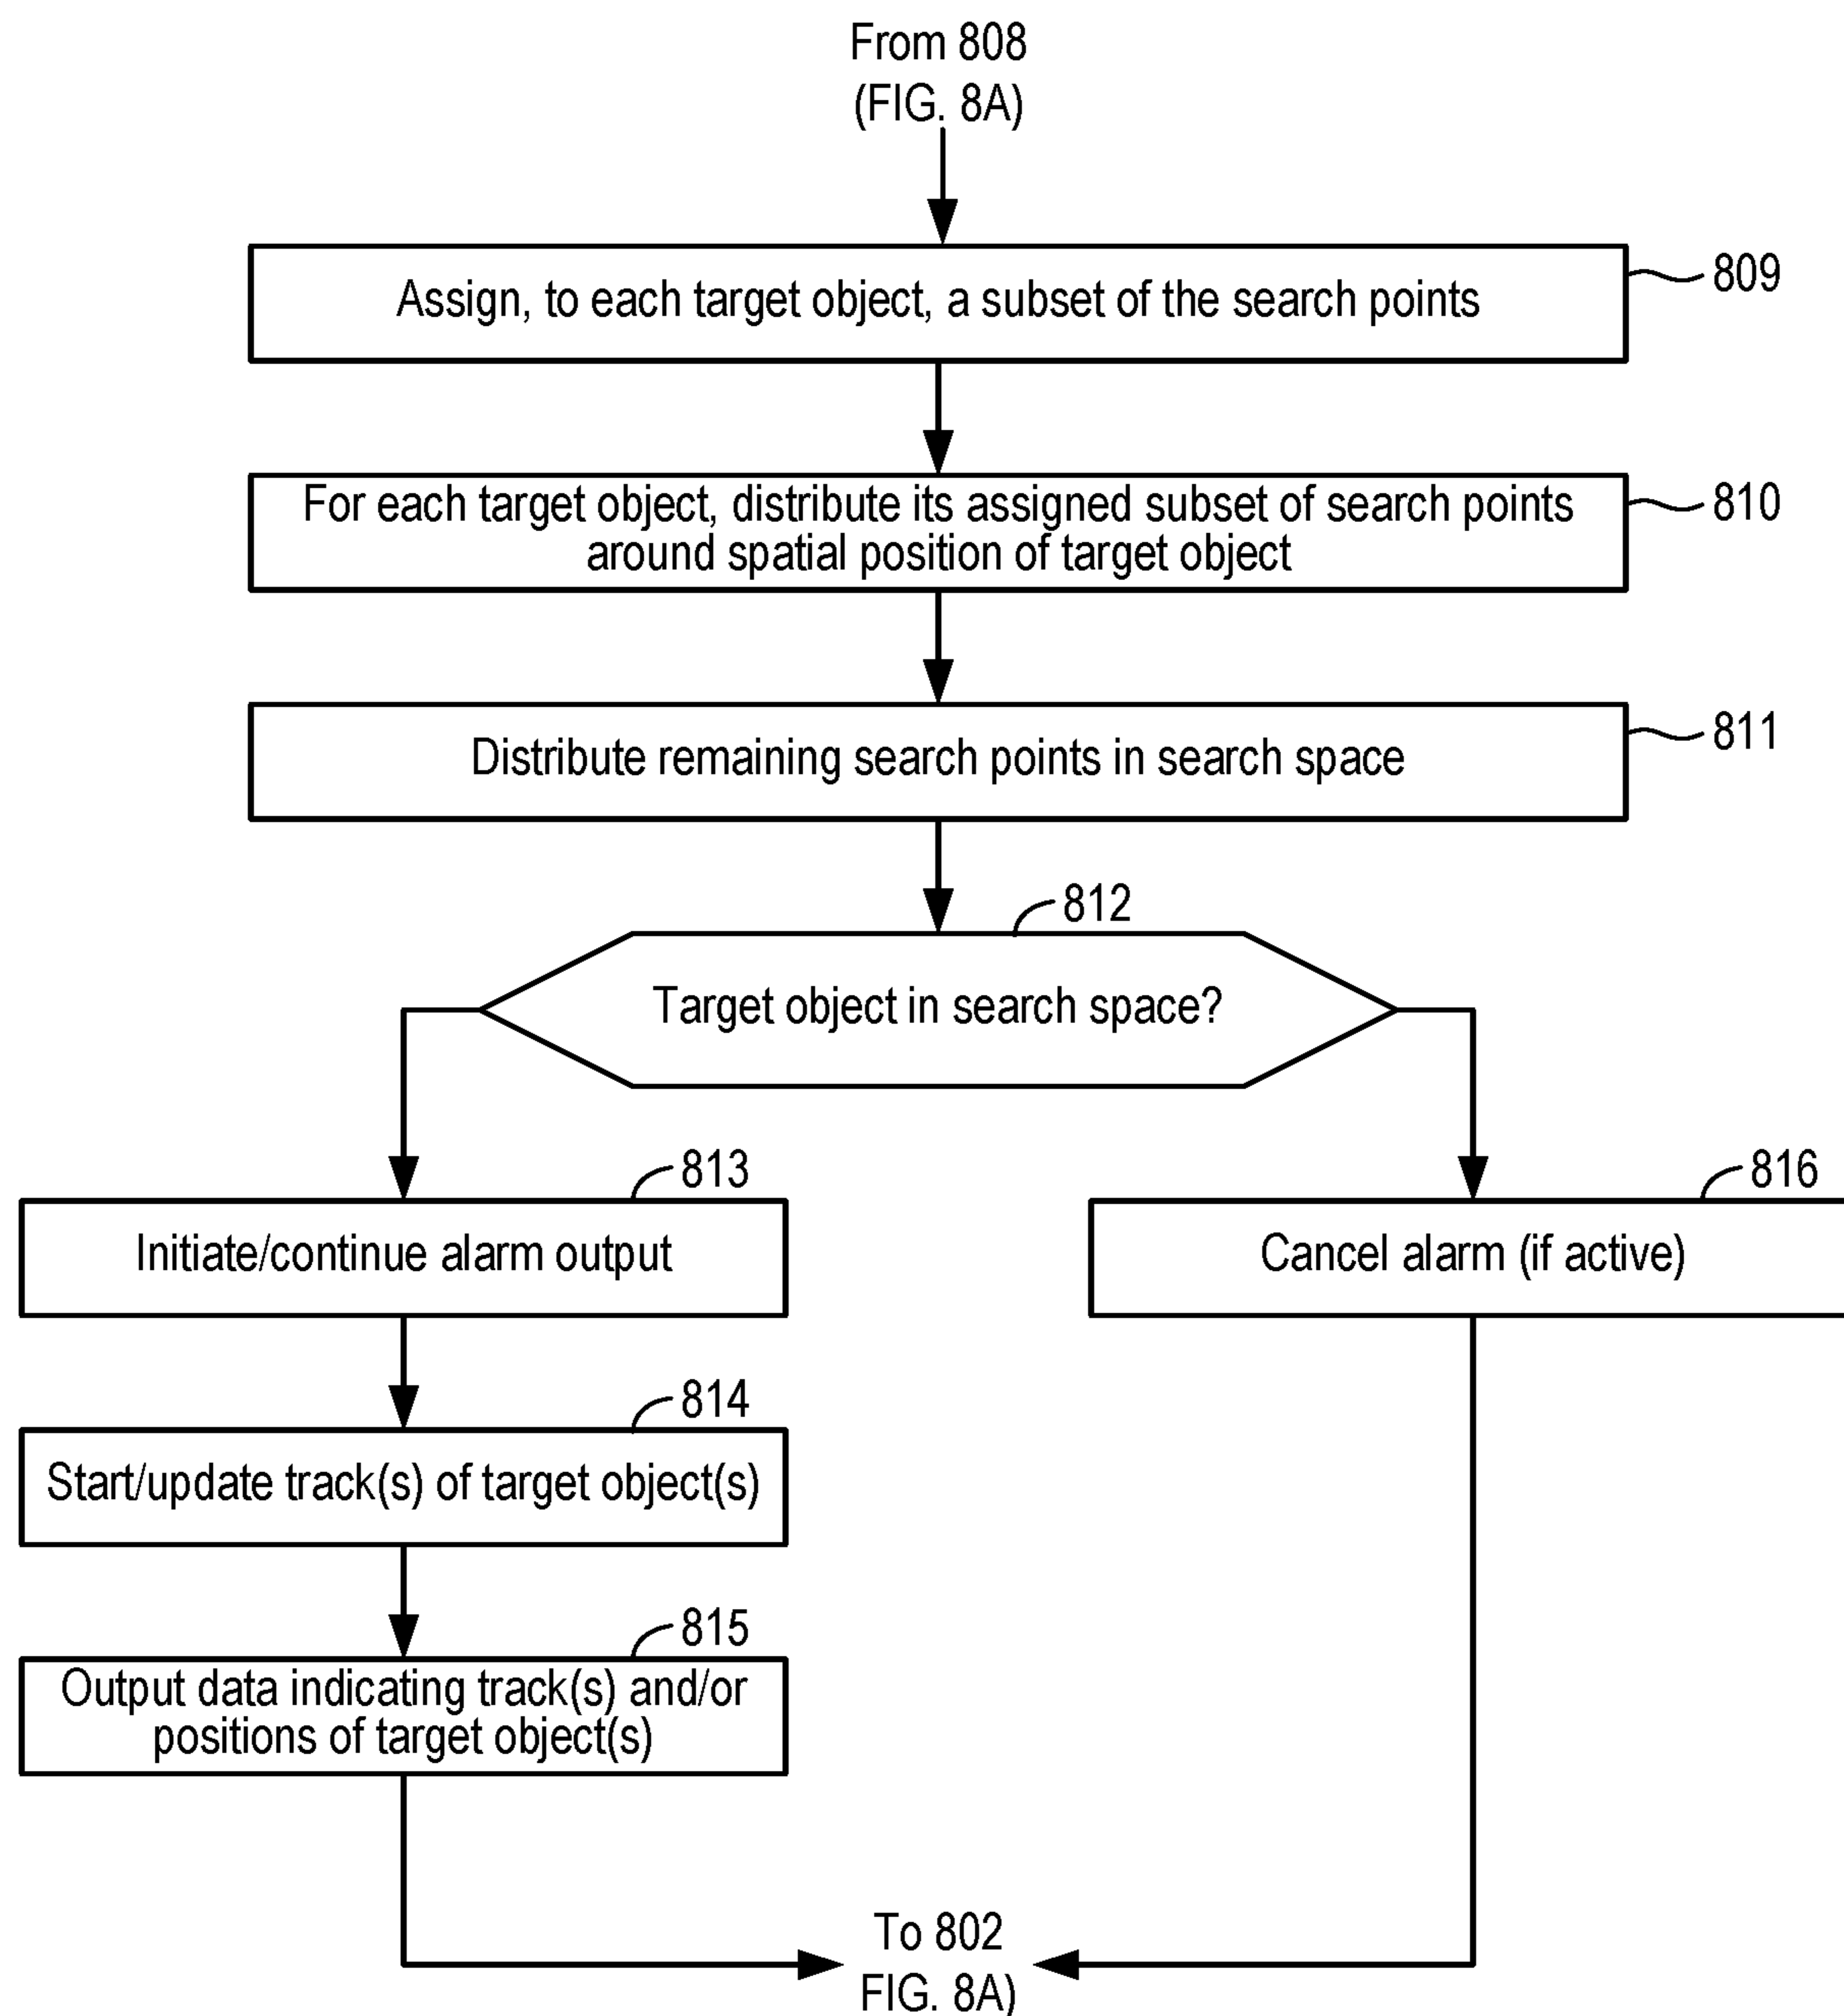 From 808
(FIG. 8A)
Assign, to each target object, a subset of the search points
809
For each target object, distribute its assigned subset of search points
around spatial position of target object
810
Distribute remaining search points in search space
811
812
Target object in search space?
813
Initiate/continue alarm output
816
Cancel alarm (if active)
814
Start/update track(s) of target object(s)
815
Output data indicating track(s) and/or
positions of target object(s)
To 802
FIG. 8A)